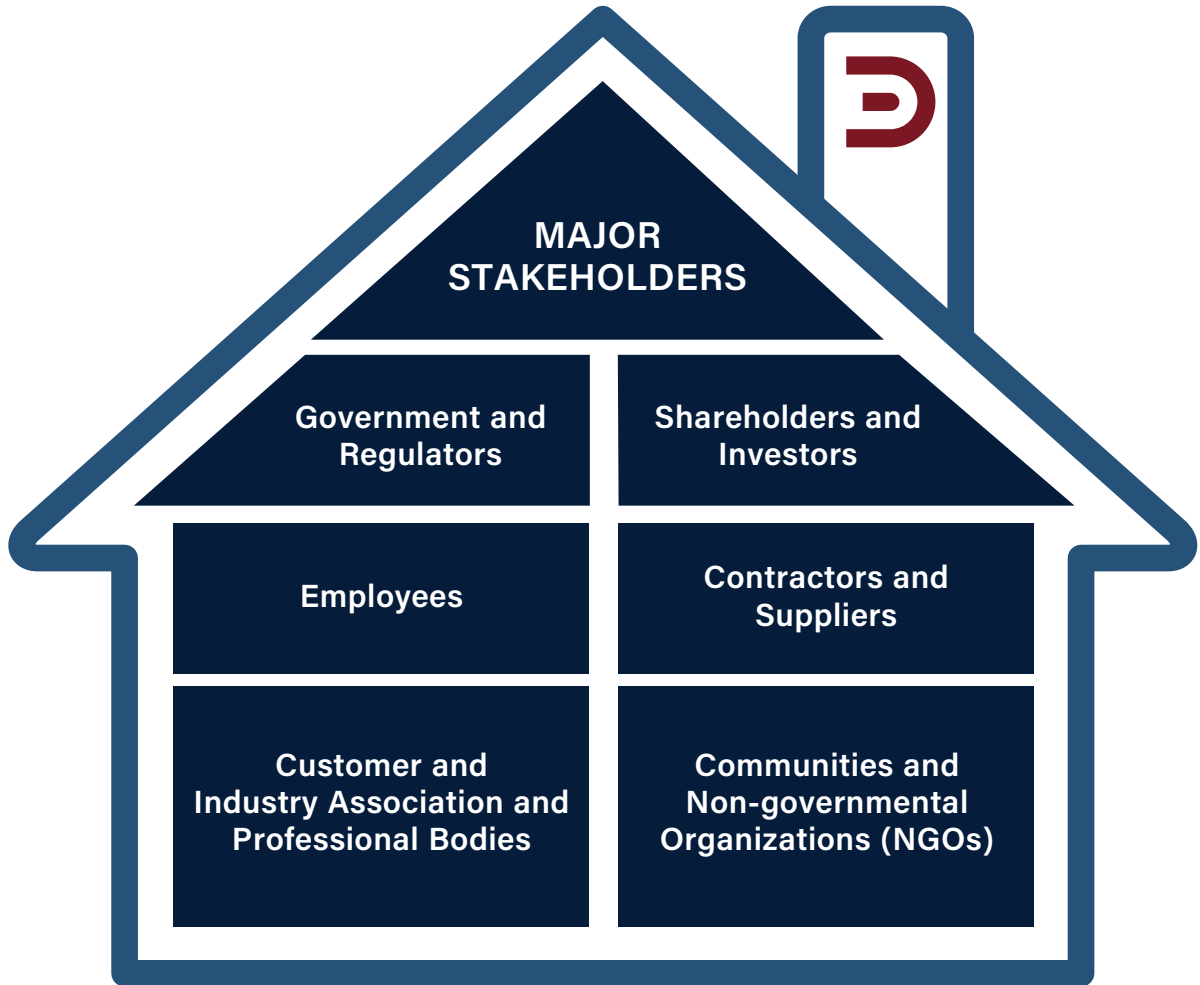 MAJOR
STAKEHOLDERS
Government and
Regulators
Shareholders and
Investors
Employees
Contractors and
Suppliers
Customer and
Industry Association and
Professional Bodies
Communities and
Non-governmental
Organizations (NGOs)